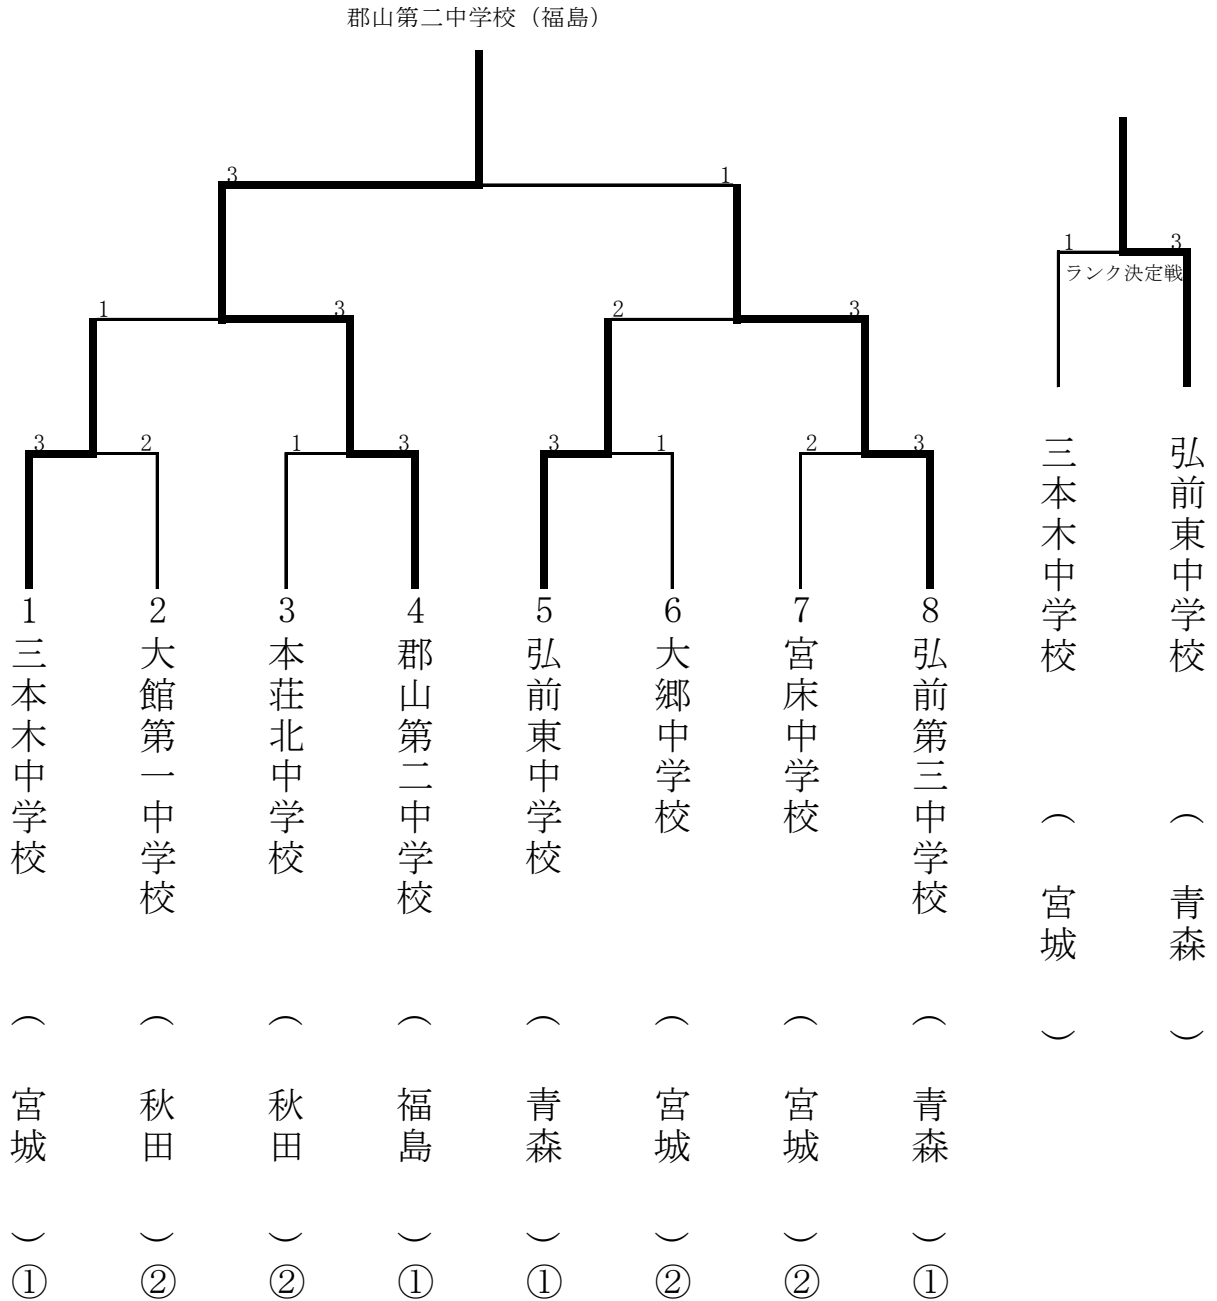 郡山第二中学校（福島）
3
1
1
3
ランク決定戦
1
3
2
3
3
2
1
3
3
1
2
3
1三本木中学校（宮城）①
2大館第一中学校（秋田）②
3本荘北中学校（秋田）②
4郡山第二中学校（福島）①
5弘前東中学校（青森）①
6大郷中学校（宮城）②
7宮床中学校（宮城）②
8弘前第三中学校（青森）①
三本木中学校（宮城）
弘前東中学校（青森）